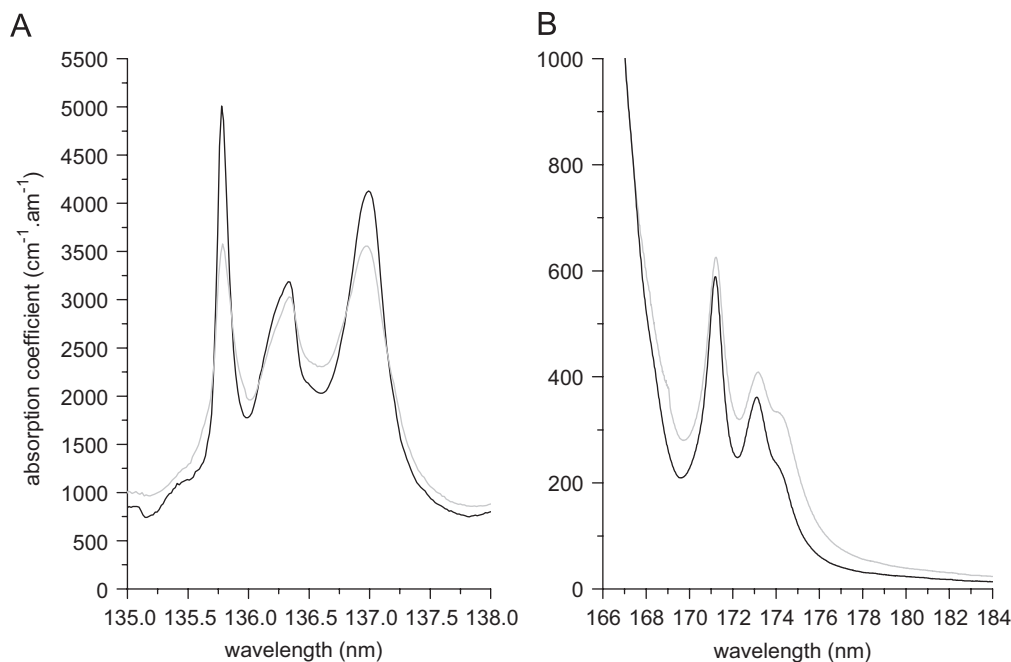 A
B
absorption coefficient (cm⁻¹.am⁻¹)
5500
5000
4500
4000
3500
3000
2500
2000
1500
1000
500
0
135.0 135.5 136.0 136.5 137.0 137.5 138.0
wavelength (nm)
1000
800
600
400
200
0
166 168 170 172 174 176 178 180 182 184
wavelength (nm)